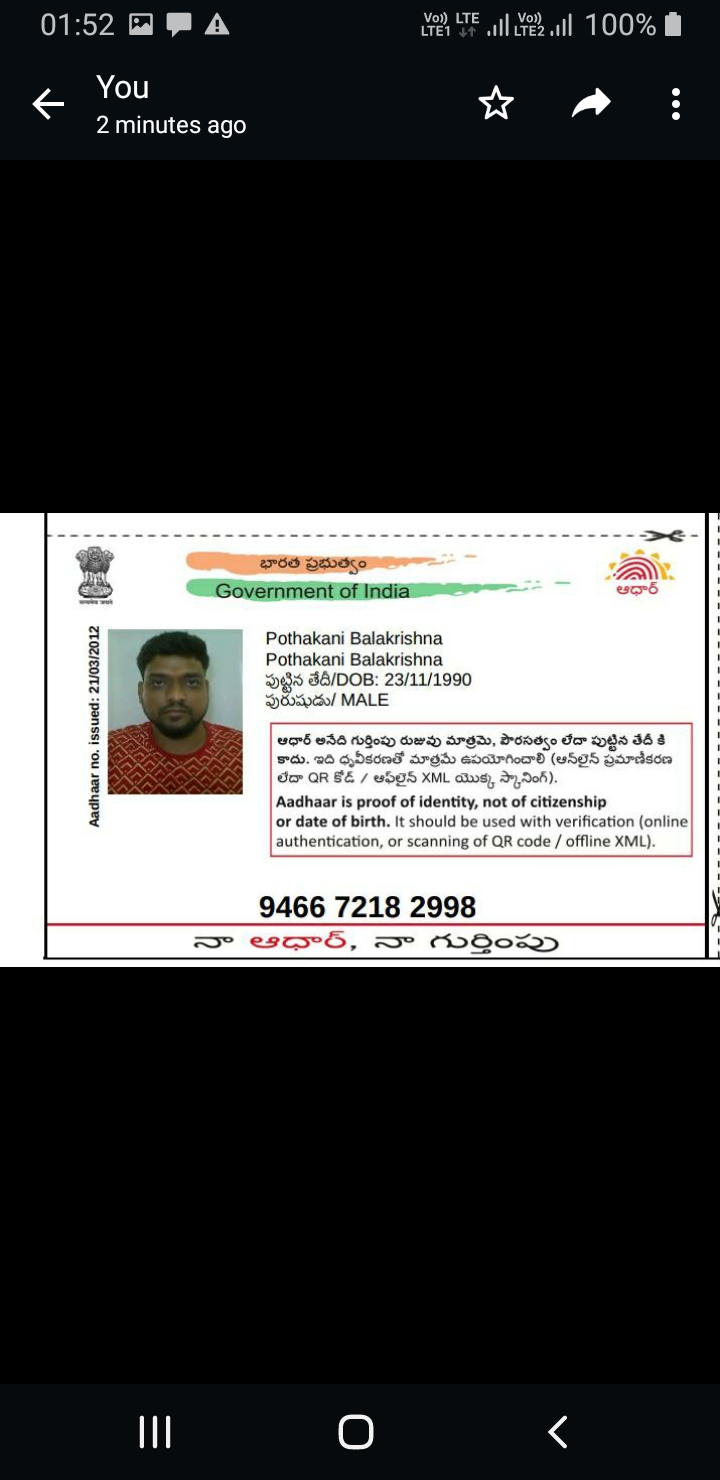 01:52
Vo)) LTE
LTE1
Vo))
LTE2
100%
You
2 minutes ago
భారత ప్రభుత్వం
Government of India
सत्यमेव जयते
ఆధార్
Aadhaar no. issued: 21/03/2012
Pothakani Balakrishna
Pothakani Balakrishna
పుట్టిన తేదీ/DOB: 23/11/1990
పురుషుడు/ MALE
ఆధార్ అనేది గుర్తింపు రుజువు మాత్రమె, పౌరసత్వం లేదా పుట్టిన తేదీ కి
కాదు. ఇది ధృవీకరణతో మాత్రమే ఉపయోగించాలి (ఆన్‌లైన్ ప్రమాణీకరణ
లేదా QR కోడ్ / ఆఫ్‌లైన్ XML యొక్క స్కానింగ్).
Aadhaar is proof of identity, not of citizenship
or date of birth. It should be used with verification (online
authentication, or scanning of QR code / offline XML).
9466 7218 2998
నా ఆధార్, నా గుర్తింపు